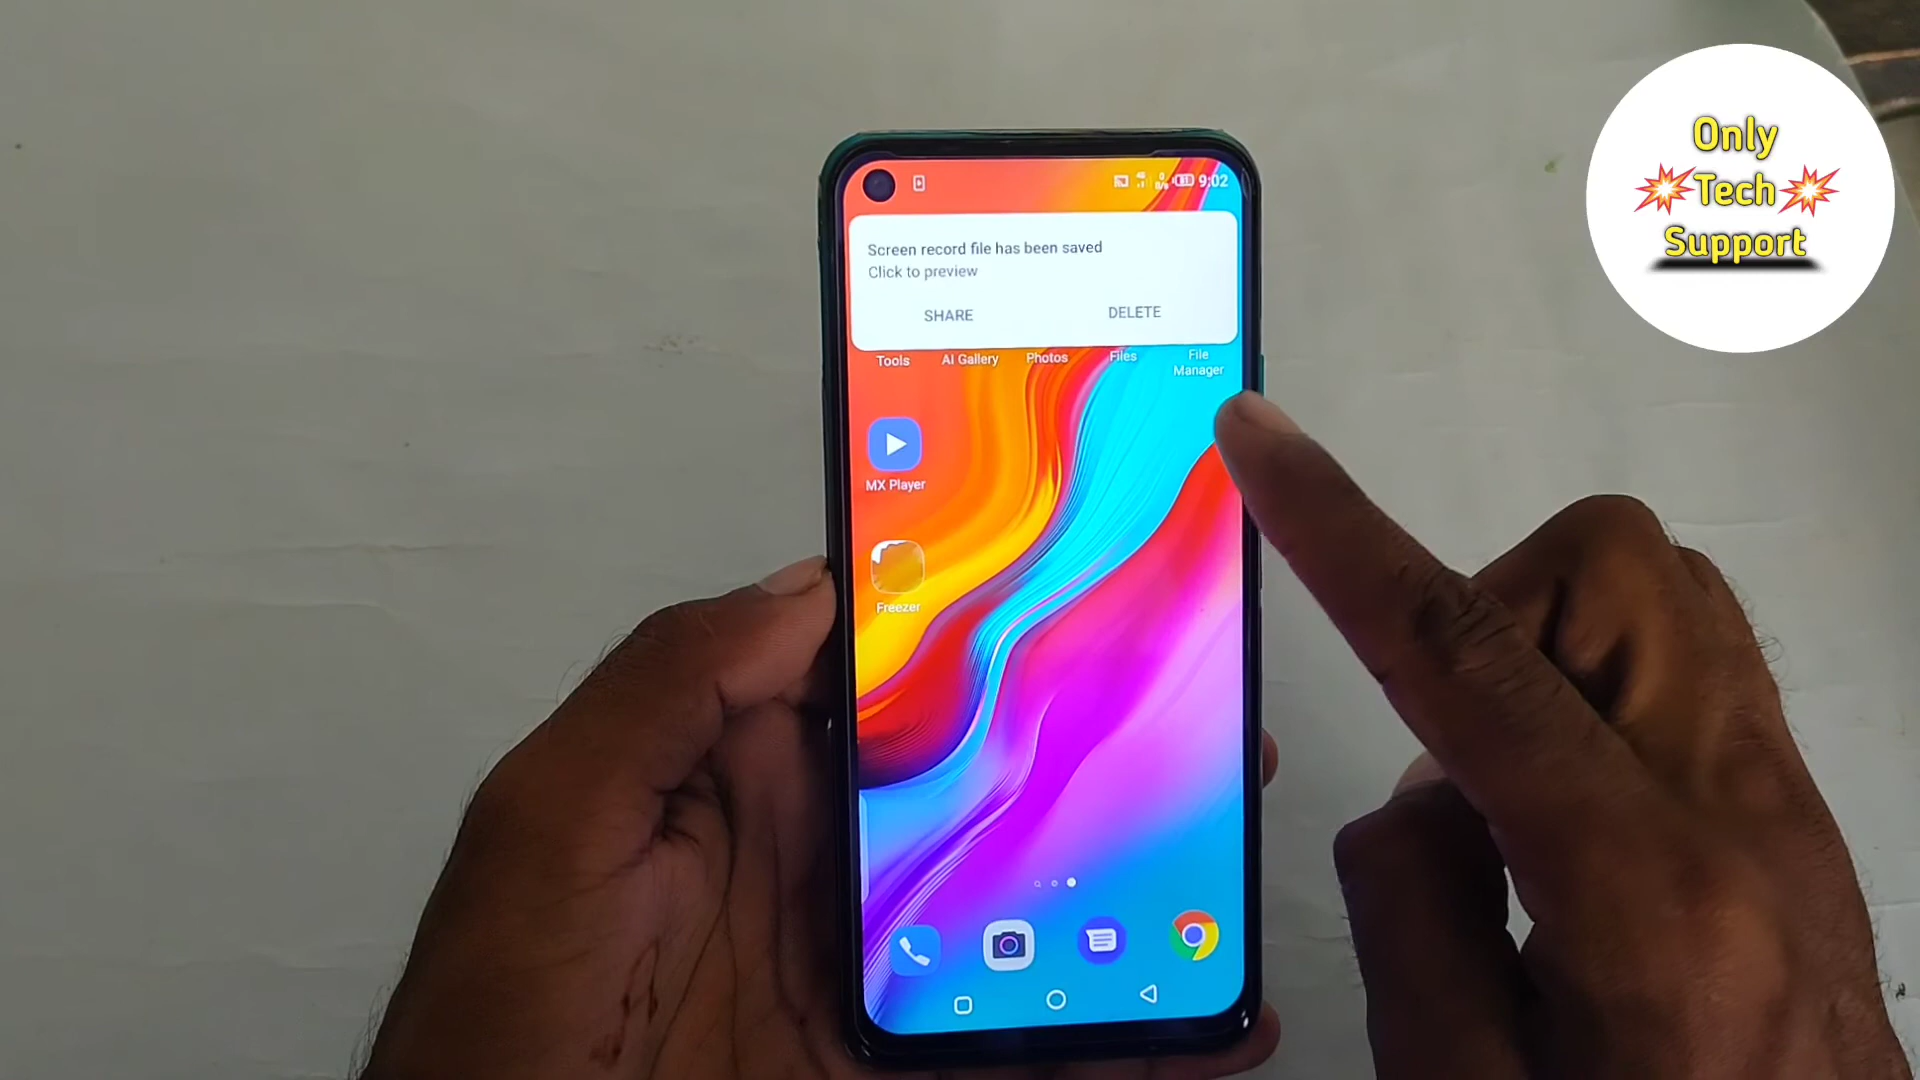 Only
Tech
Support
9:02
Screen record file has been saved
Click to preview
SHARE DELETE
Tools AI Gallery Photos Files File Manager
MX Player
Freezer